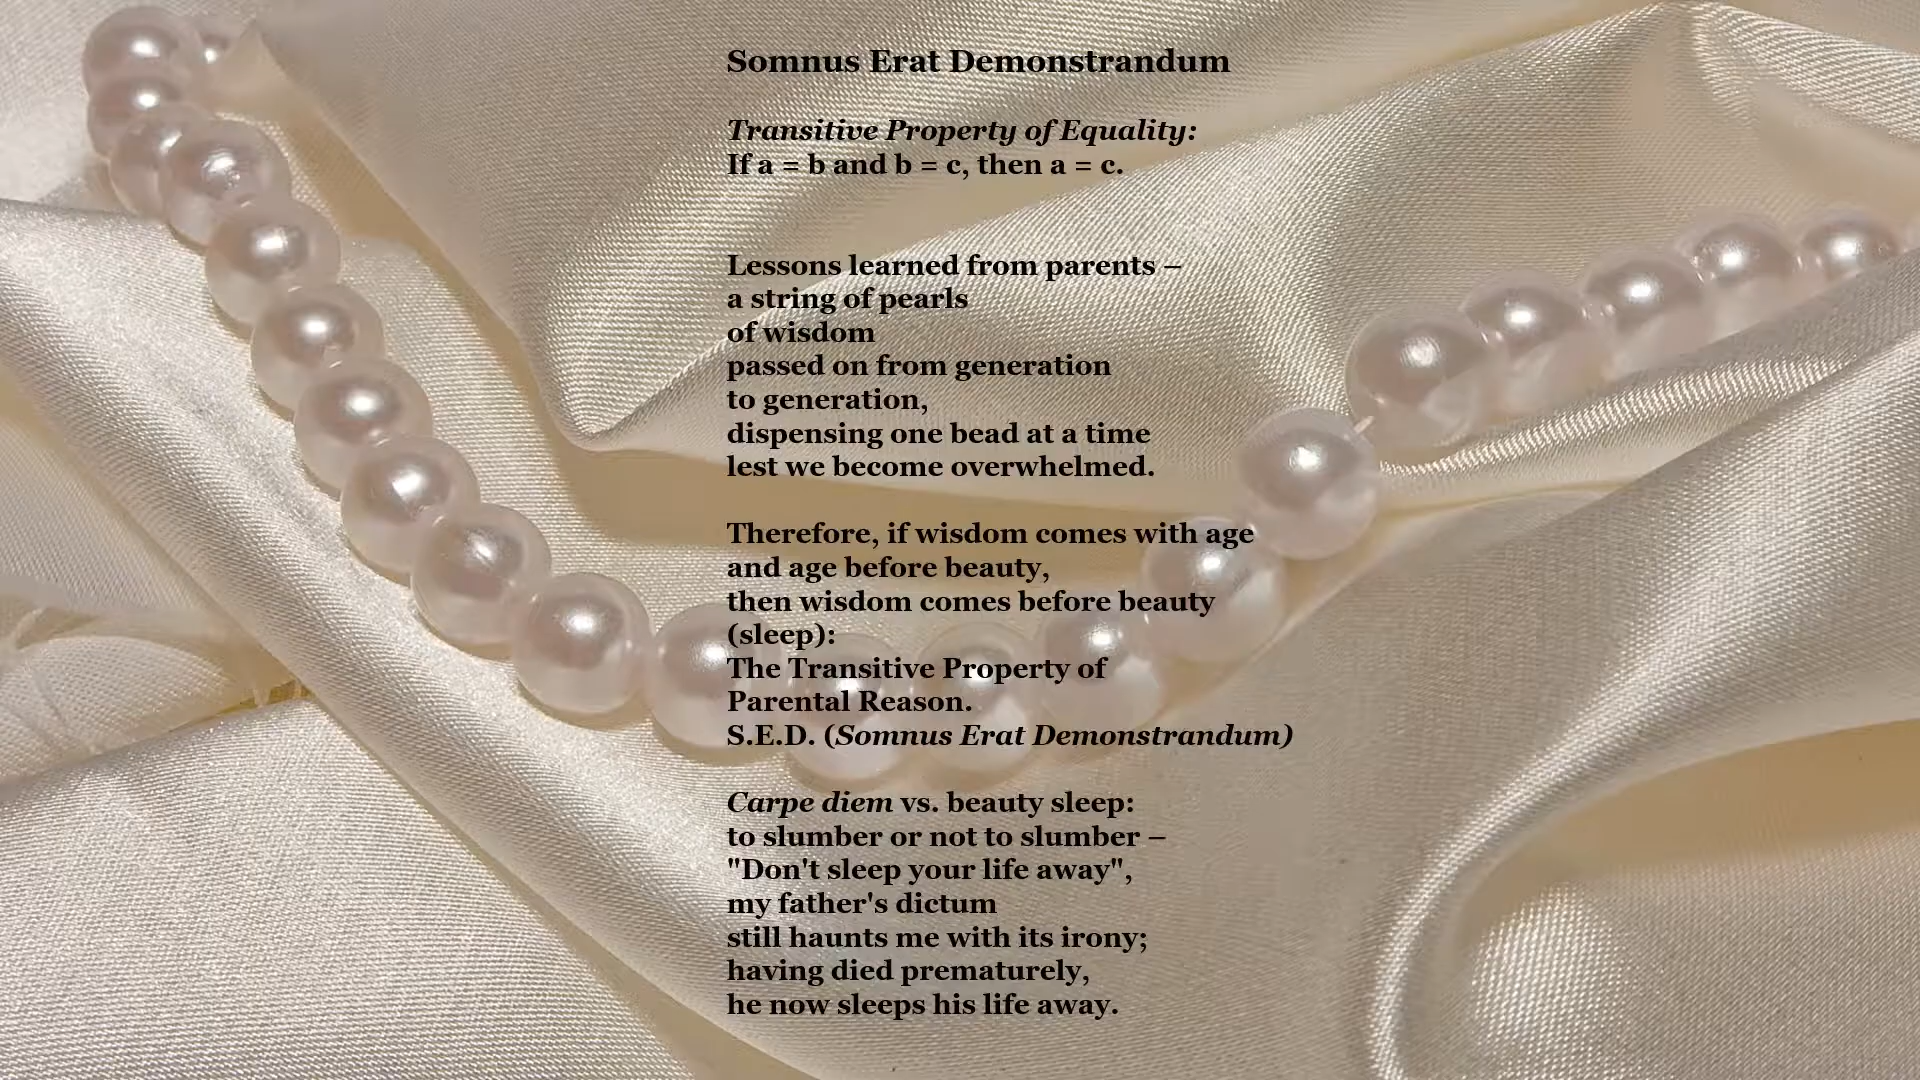 Somnus Erat Demonstrandum
Transitive Property of Equality:
If a = b and b = c, then a = c.
Lessons learned from parents –
a string of pearls
of wisdom
passed on from generation
to generation,
dispensing one bead at a time
lest we become overwhelmed.
Therefore, if wisdom comes with age
and age before beauty,
then wisdom comes before beauty
(sleep):
The Transitive Property of
Parental Reason.
S.E.D. (Somnus Erat Demonstrandum)
Carpe diem vs. beauty sleep:
to slumber or not to slumber –
"Don't sleep your life away",
my father's dictum
still haunts me with its irony;
having died prematurely,
he now sleeps his life away.